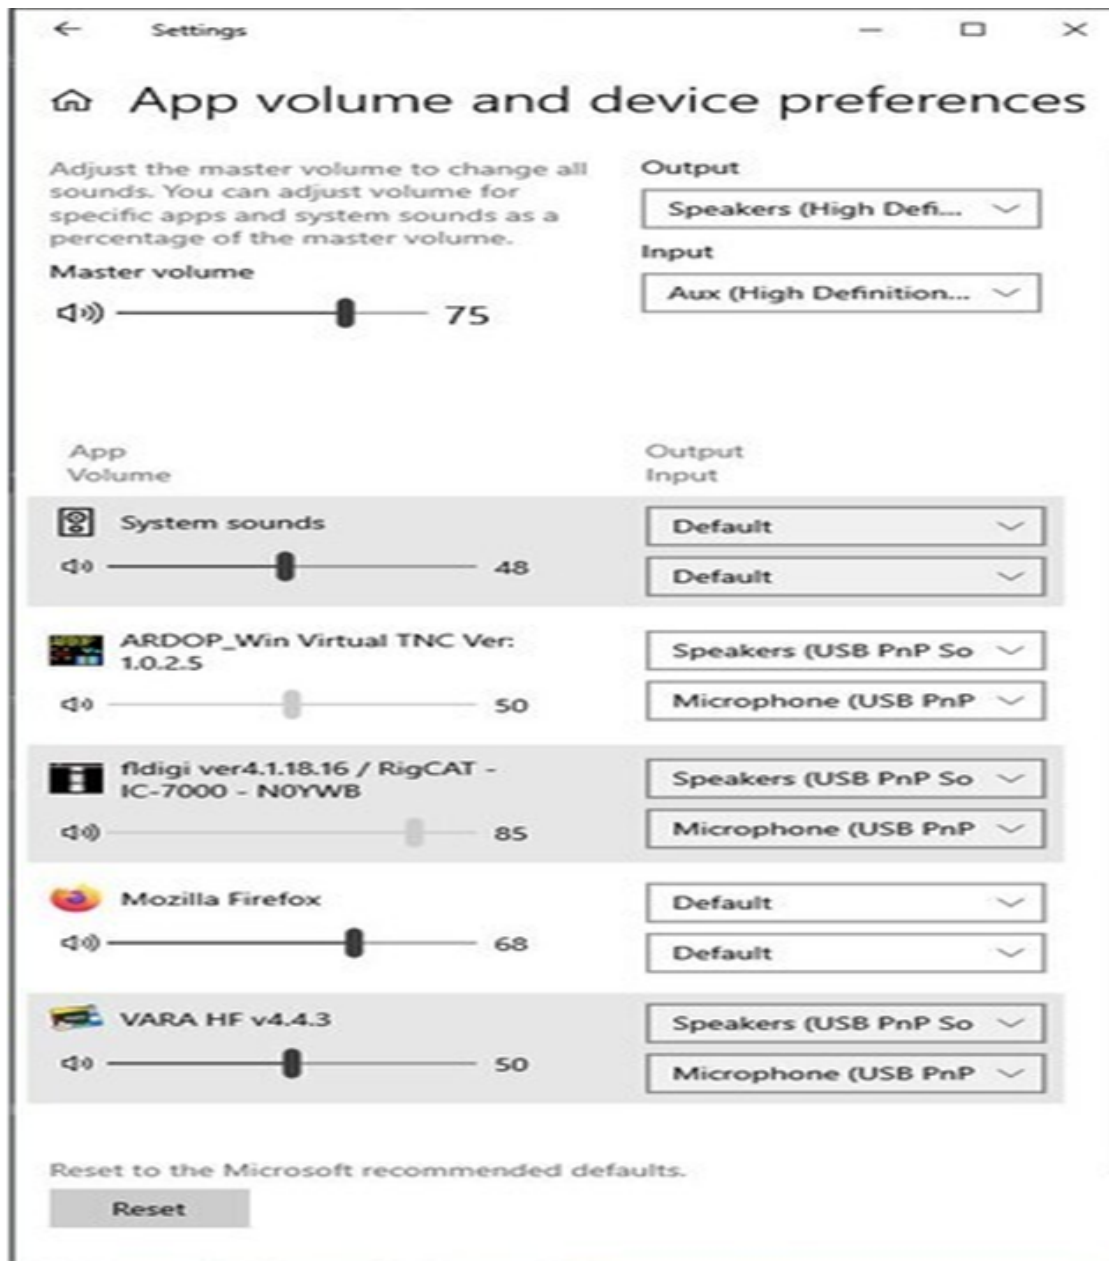 Settings
App volume and device preferences
Adjust the master volume to change all
sounds. You can adjust volume for
specific apps and system sounds as a
percentage of the master volume.
Master volume
75
Output
Speakers (High Defi...
Input
Aux (High Definition...
App
Volume
Output
Input
System sounds
48
Default
Default
ARDOP_Win Virtual TNC Ver:
1.0.2.5
50
Speakers (USB PnP So
Microphone (USB PnP
fldigi ver4.1.18.16 / RigCAT -
IC-7000 - N0YWB
85
Speakers (USB PnP So
Microphone (USB PnP
Mozilla Firefox
68
Default
Default
VARA HF v4.4.3
50
Speakers (USB PnP So
Microphone (USB PnP
Reset to the Microsoft recommended defaults.
Reset